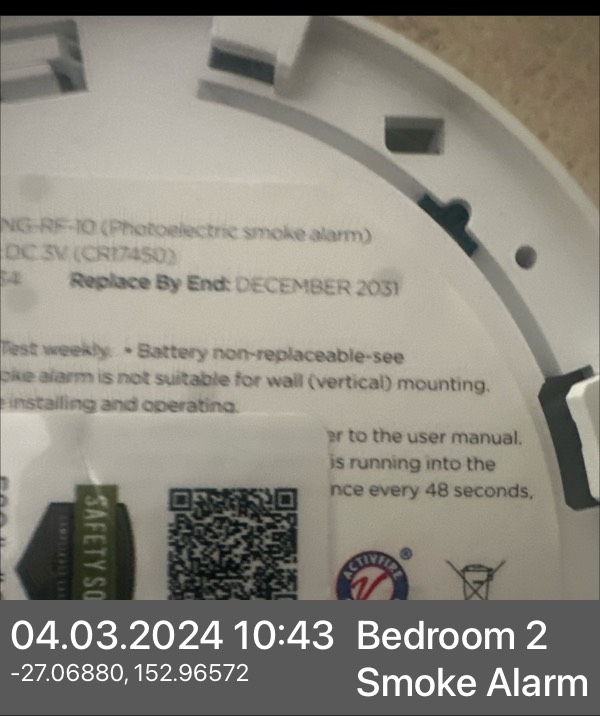 NG-RF-10 (Photoelectric smoke alarm)
DC 3V (CR17450)
Replace By End: DECEMBER 2031
Test weekly. • Battery non-replaceable-see
oke alarm is not suitable for wall (vertical) mounting.
e installing and operating.
er to the user manual.
is running into the
nce every 48 seconds,
SAFETY SO
ACTIVFIRE ®
04.03.2024 10:43 Bedroom 2
-27.06880, 152.96572
Smoke Alarm